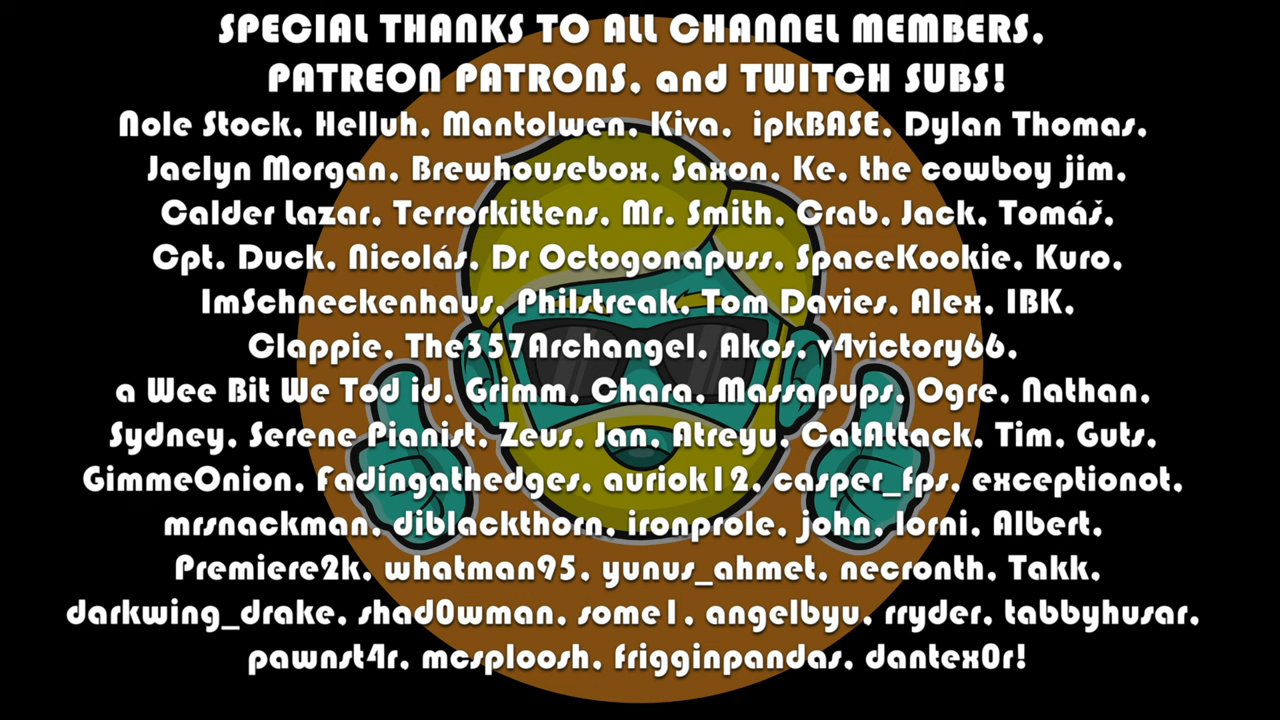 SPECIAL THANKS TO ALL CHANNEL MEMBERS,
PATREON PATRONS, and TWITCH SUBS!
Nole Stock, Helluh, Mantolwen, Kiva, ipkBASE, Dylan Thomas,
Jaclyn Morgan, Brewhousebox, Saxon, Ke, the cowboy jim,
Calder Lazar, Terrorkittens, Mr. Smith, Crab, Jack, Tomáš,
Cpt. Duck, Nicolás, Dr Octogonapuss, SpaceKookie, Kuro,
ImSchneckenhaus, Philstreak, Tom Davies, Alex, IBK,
Clappie, The357Archangel, Akos, v4victory66,
a Wee Bit We Tod id, Grimm, Chara, Massapups, Ogre, Nathan,
Sydney, Serene Pianist, Zeus, Jan, Atreyu, CatAttack, Tim, Guts,
GimmeOnion, Fadingathedges, auriok12, casper_fps, exceptionot,
mrsnackman, diblackthorn, ironprole, john, lorni, Albert,
Premiere2k, whatman95, yunus_ahmet, necronth, Takk,
darkwing_drake, shad0wman, some1, angelbyu, rryder, tabbyhusar,
pawnst4r, mcsploosh, frigginpandas, dantex0r!